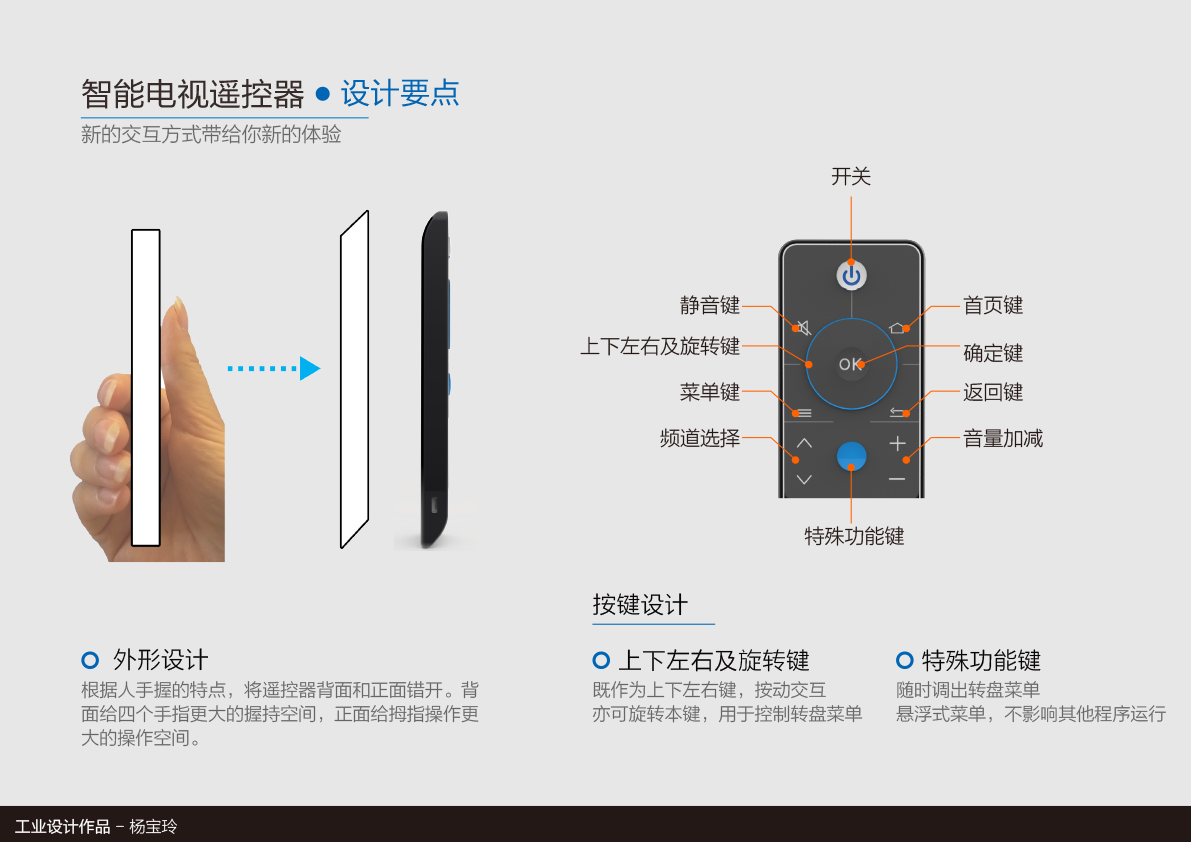 智能电视遥控器 ● 设计要点
新的交互方式带给你新的体验
开关
静音键
首页键
上下左右及旋转键
确定键
OK
菜单键
返回键
频道选择
音量加减
特殊功能键
按键设计
外形设计
根据人手握的特点，将遥控器背面和正面错开。背
面给四个手指更大的握持空间，正面给拇指操作更
大的操作空间。
上下左右及旋转键
既作为上下左右键，按动交互
亦可旋转本键，用于控制转盘菜单
特殊功能键
随时调出转盘菜单
悬浮式菜单，不影响其他程序运行
工业设计作品 - 杨宝玲